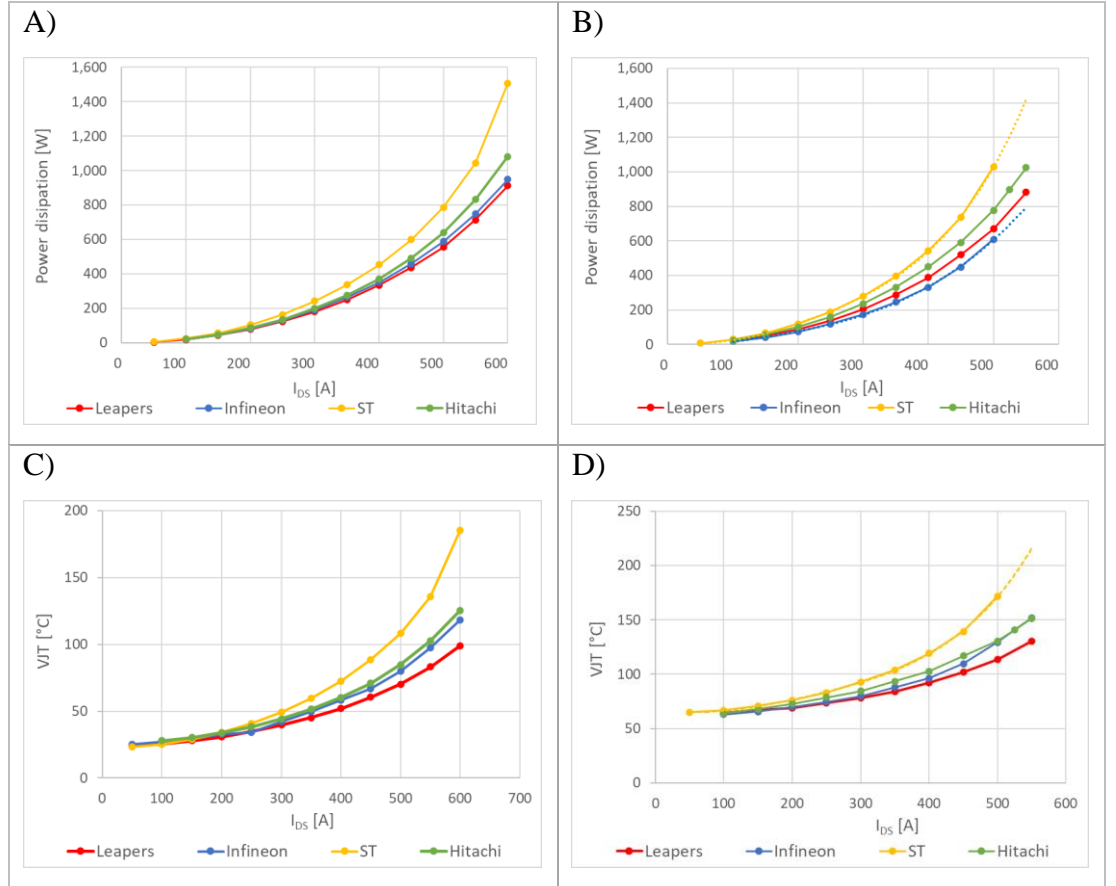 A)
1,600
1,400
1,200
1,000
800
600
400
200
0
Power disipation [W]
0 100 200 300 400 500 600
I_DS [A]
Leapers Infineon ST Hitachi
B)
1,600
1,400
1,200
1,000
800
600
400
200
0
Power disipation [W]
0 100 200 300 400 500 600
I_DS [A]
Leapers Infineon ST Hitachi
C)
200
150
100
50
0
VJT [°C]
0 100 200 300 400 500 600 700
I_DS [A]
Leapers Infineon ST Hitachi
D)
250
200
150
100
50
0
VJT [°C]
0 100 200 300 400 500 600
I_DS [A]
Leapers Infineon ST Hitachi